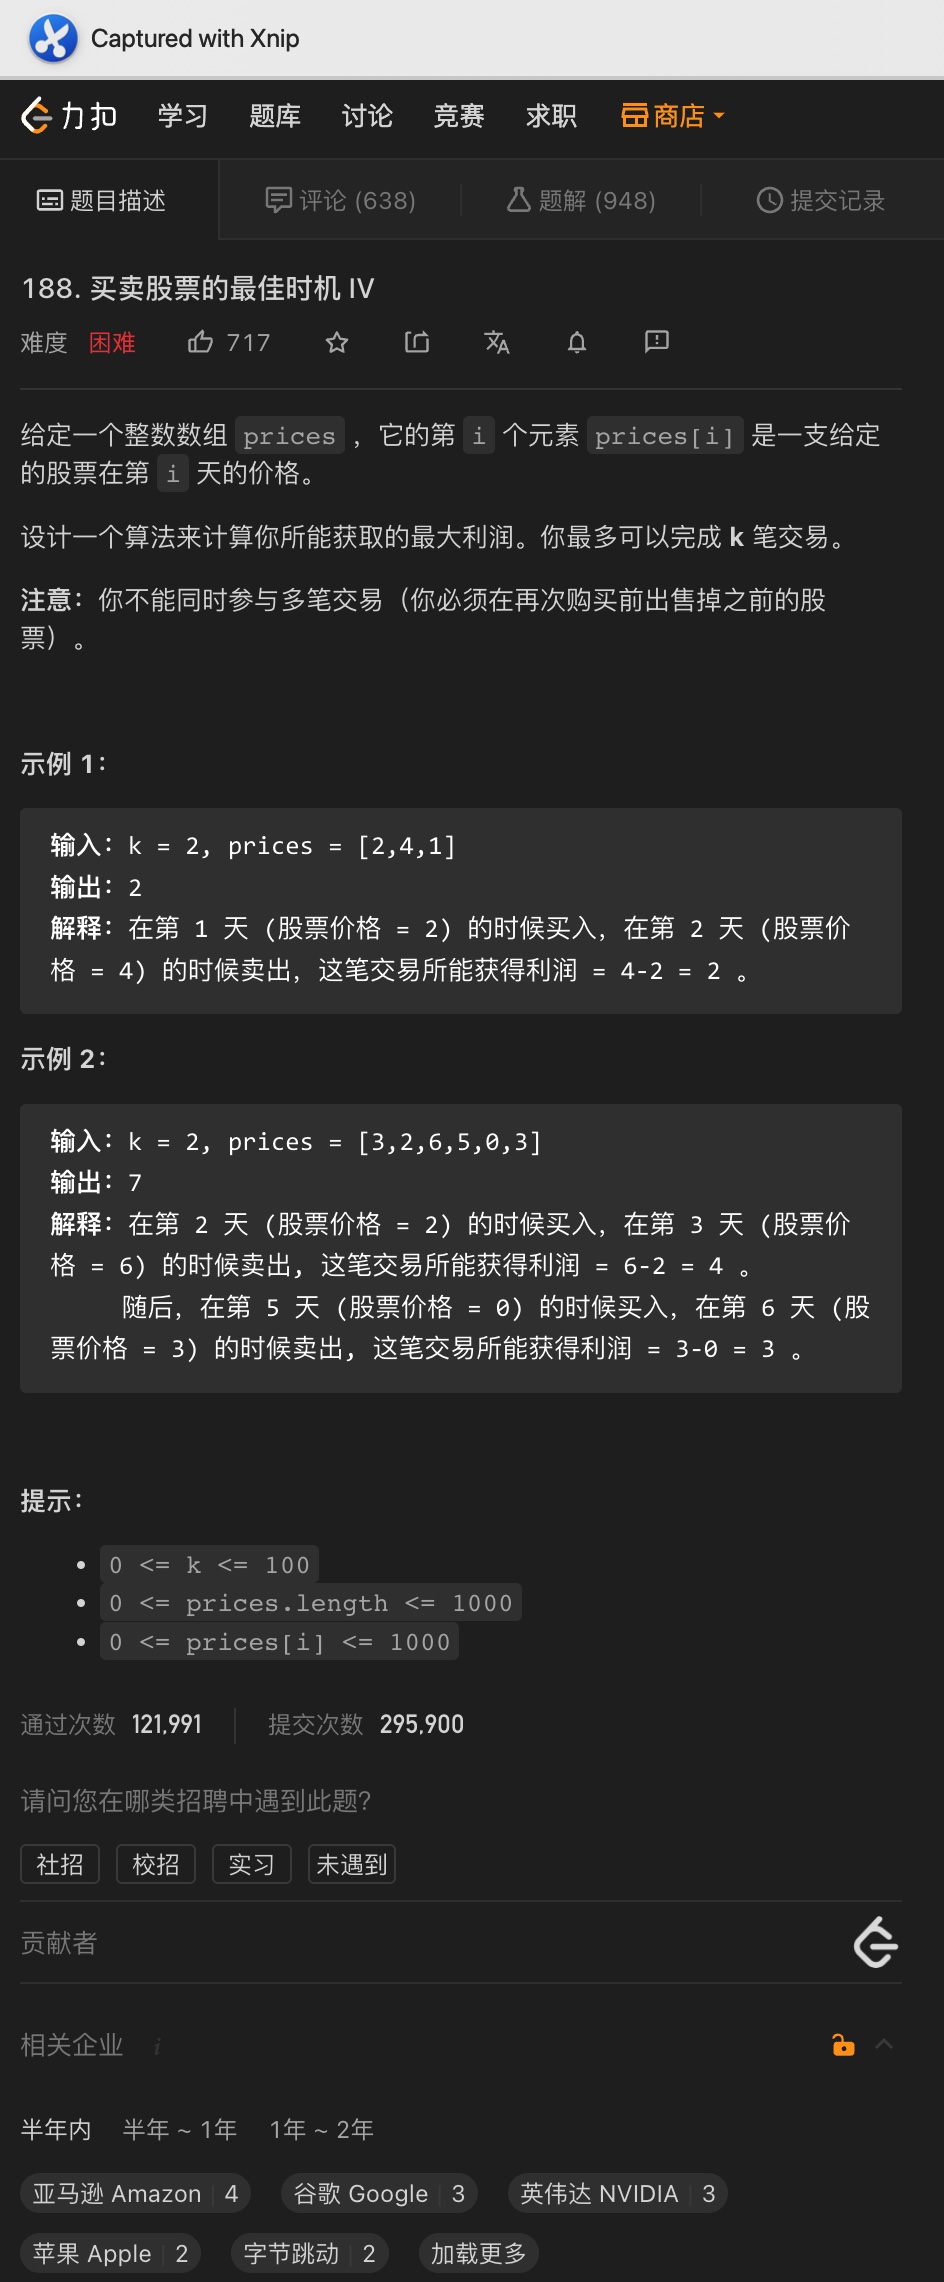 Captured with Xnip
力扣 学习 题库 讨论 竞赛 求职 商店
题目描述 评论 (638) 题解 (948) 提交记录
188. 买卖股票的最佳时机 IV
难度 困难 717
给定一个整数数组 prices ，它的第 i 个元素 prices[i] 是一支给定
的股票在第 i 天的价格。
设计一个算法来计算你所能获取的最大利润。你最多可以完成 k 笔交易。
注意：你不能同时参与多笔交易（你必须在再次购买前出售掉之前的股
票）。
示例 1：
输入：k = 2, prices = [2,4,1]
输出：2
解释：在第 1 天 (股票价格 = 2) 的时候买入，在第 2 天 (股票价
格 = 4) 的时候卖出，这笔交易所能获得利润 = 4-2 = 2 。
示例 2：
输入：k = 2, prices = [3,2,6,5,0,3]
输出：7
解释：在第 2 天 (股票价格 = 2) 的时候买入，在第 3 天 (股票价
格 = 6) 的时候卖出, 这笔交易所能获得利润 = 6-2 = 4 。
随后，在第 5 天 (股票价格 = 0) 的时候买入，在第 6 天 (股
票价格 = 3) 的时候卖出, 这笔交易所能获得利润 = 3-0 = 3 。
提示：
0 <= k <= 100
0 <= prices.length <= 1000
0 <= prices[i] <= 1000
通过次数 121,991 提交次数 295,900
请问您在哪类招聘中遇到此题?
社招 校招 实习 未遇到
贡献者
相关企业 i
半年内 半年 ~ 1年 1年 ~ 2年
亚马逊 Amazon 4 谷歌 Google 3 英伟达 NVIDIA 3
苹果 Apple 2 字节跳动 2 加载更多